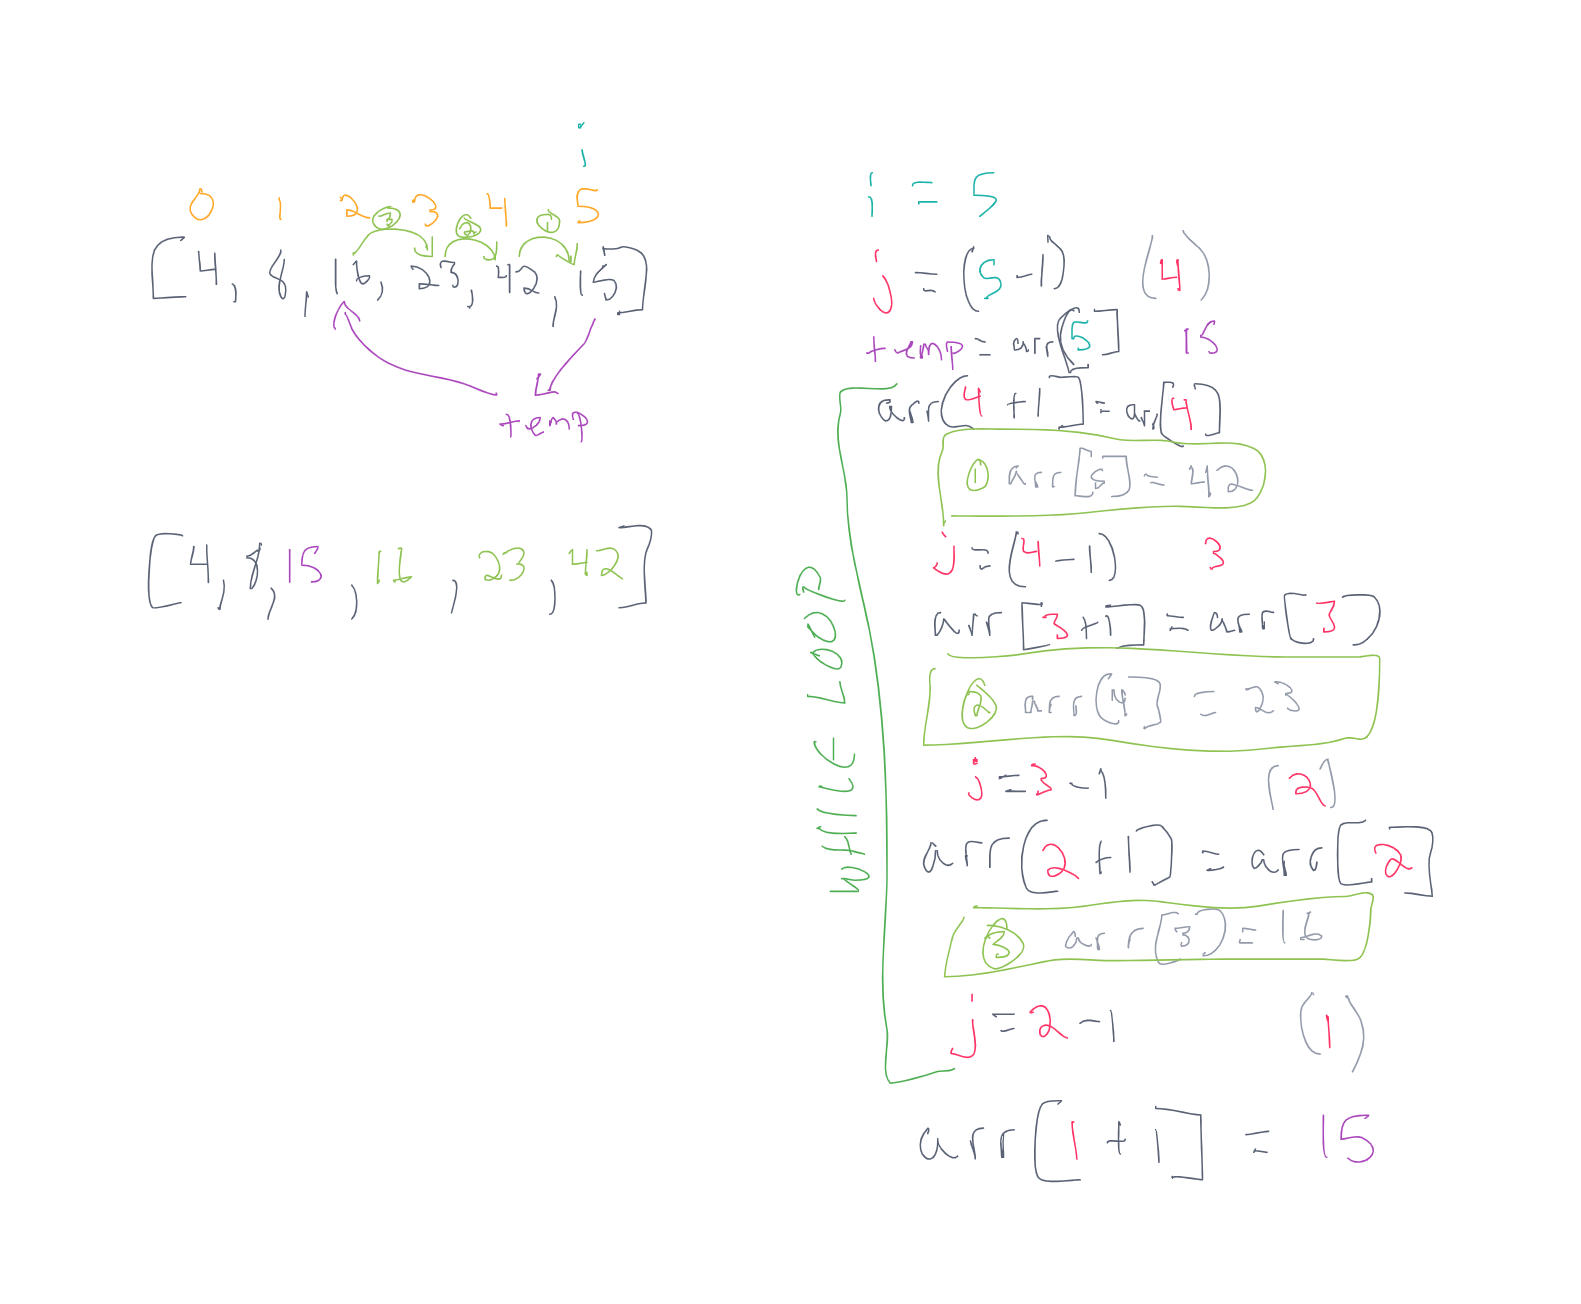 i
0 1 2 3 4 5
③ ② ①
[4, 8, 16, 23, 42, 15]
temp
[4, 8, 15, 16, 23, 42]
i = 5
j = (5-1) (4)
temp = arr[5] 15
arr[4+1] = arr[4]
① arr[5] = 42
j = (4-1) 3
arr[3+1] = arr[3]
② arr[4] = 23
j = 3-1 [2]
arr[2+1] = arr[2]
③ arr[3] = 16
j = 2-1 (1)
WHILE LOOP
arr[1+1] = 15